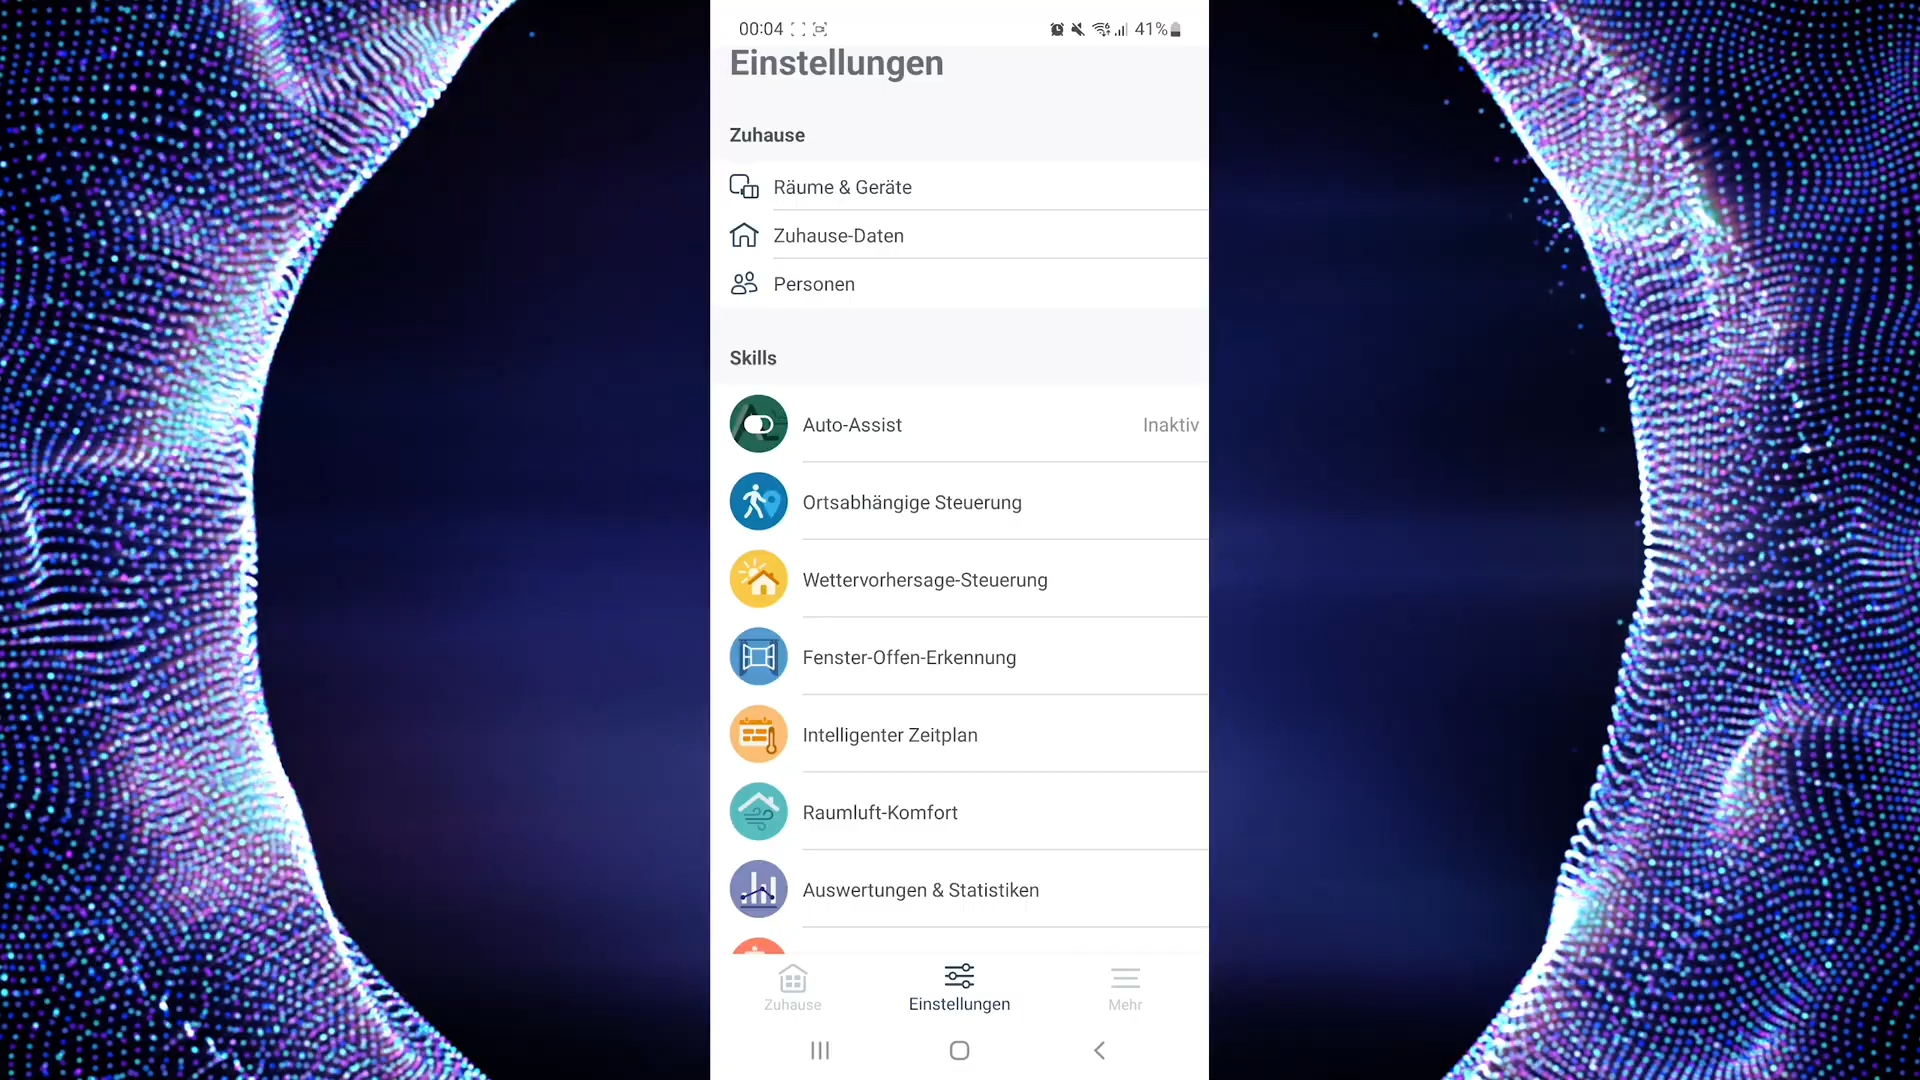 00:04
41%
Einstellungen
Zuhause
Räume & Geräte
Zuhause-Daten
Personen
Skills
Auto-Assist
Inaktiv
Ortsabhängige Steuerung
Wettervorhersage-Steuerung
Fenster-Offen-Erkennung
Intelligenter Zeitplan
Raumluft-Komfort
Auswertungen & Statistiken
Zuhause
Einstellungen
Mehr